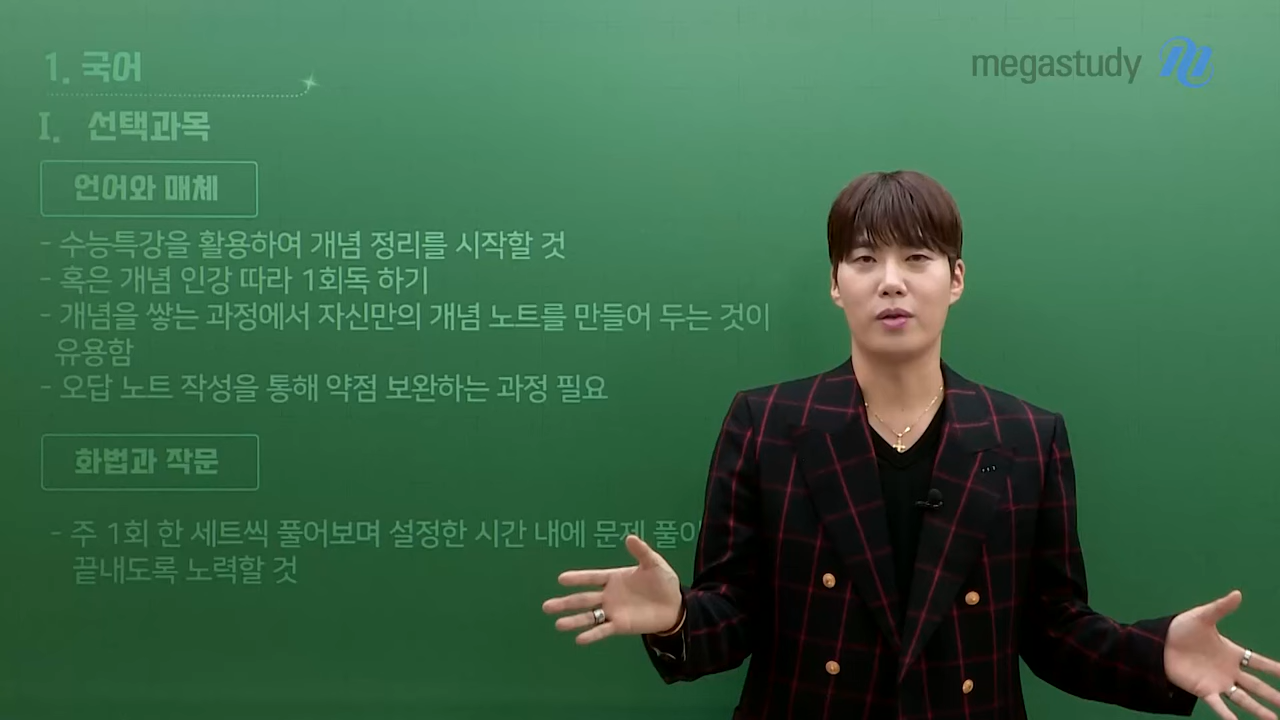 1. 국어
megastudy
I. 선택과목
언어와 매체
- 수능특강을 활용하여 개념 정리를 시작할 것
- 혹은 개념 인강 따라 1회독 하기
- 개념을 쌓는 과정에서 자신만의 개념 노트를 만들어 두는 것이
유용함
- 오답 노트 작성을 통해 약점 보완하는 과정 필요
화법과 작문
- 주 1회 한 세트씩 풀어보며 설정한 시간 내에 문제 풀이
끝내도록 노력할 것